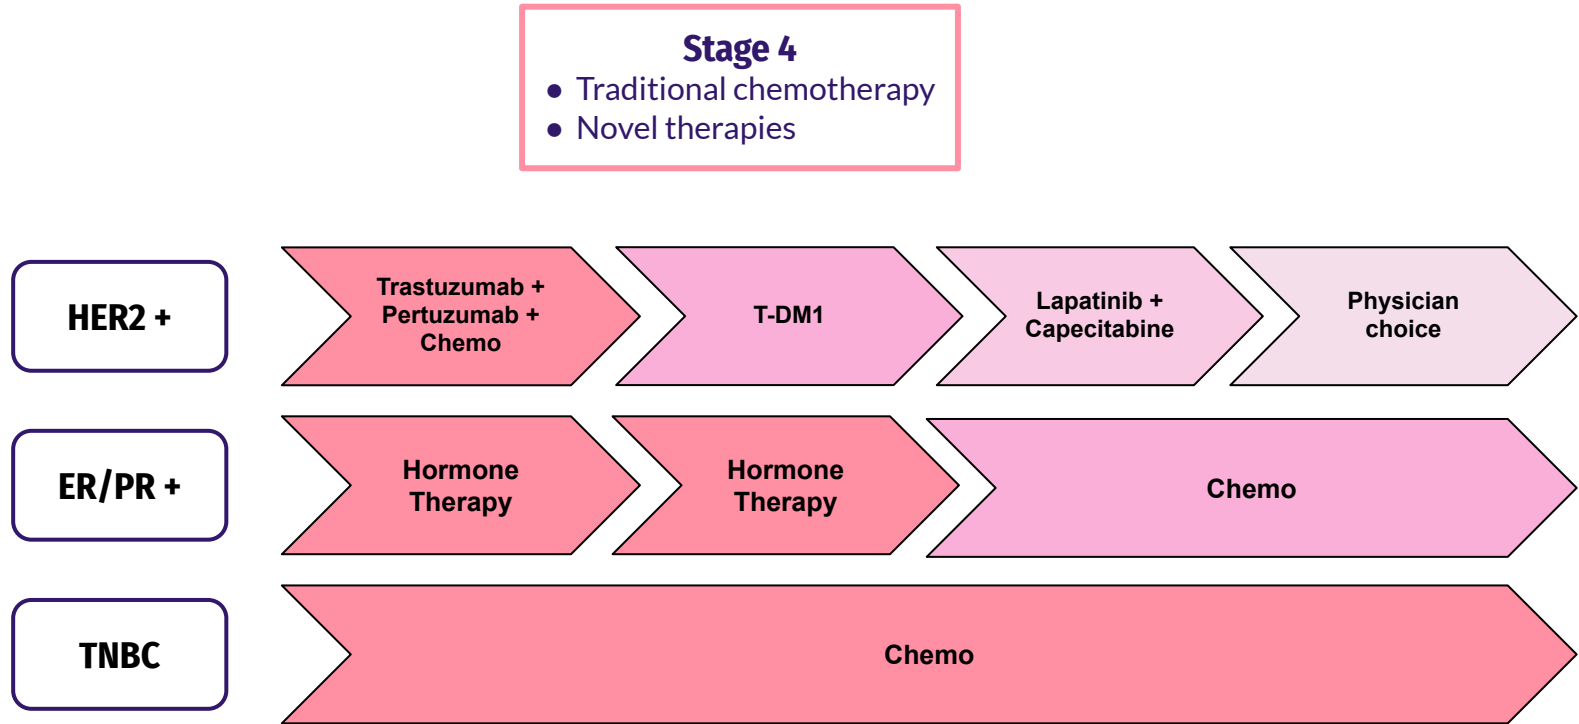 Stage 4
● Traditional chemotherapy
● Novel therapies
HER2 +
Trastuzumab +
Pertuzumab +
Chemo
T-DM1
Lapatinib +
Capecitabine
Physician
choice
ER/PR +
Hormone
Therapy
Hormone
Therapy
Chemo
TNBC
Chemo